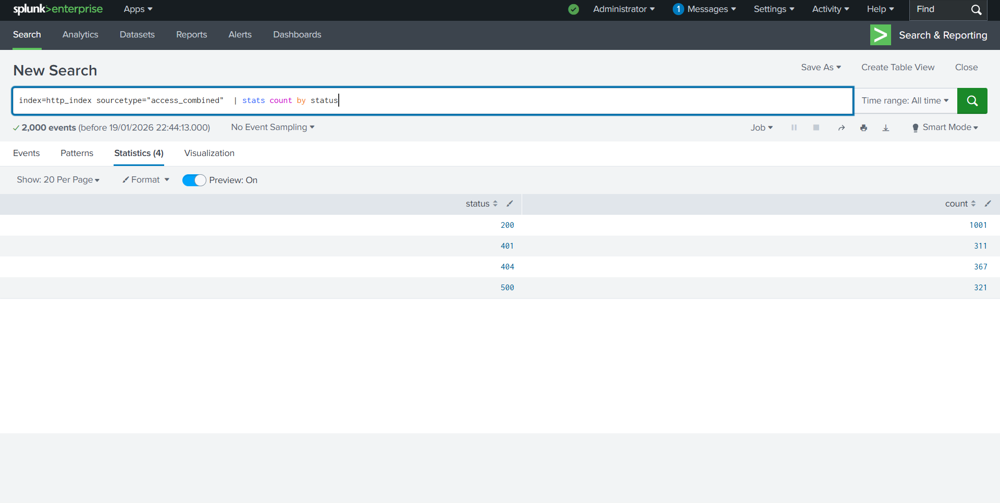 splunk>enterprise Apps Administrator 1 Messages Settings Activity Help Find
Search Analytics Datasets Reports Alerts Dashboards > Search & Reporting
New Search Save As Create Table View Close
index=http_index sourcetype="access_combined"  | stats count by status Time range: All time
2,000 events (before 19/01/2026 22:44:13.000) No Event Sampling Job Smart Mode
Events Patterns Statistics (4) Visualization
Show: 20 Per Page Format Preview: On
status count
200 1001
401 311
404 367
500 321